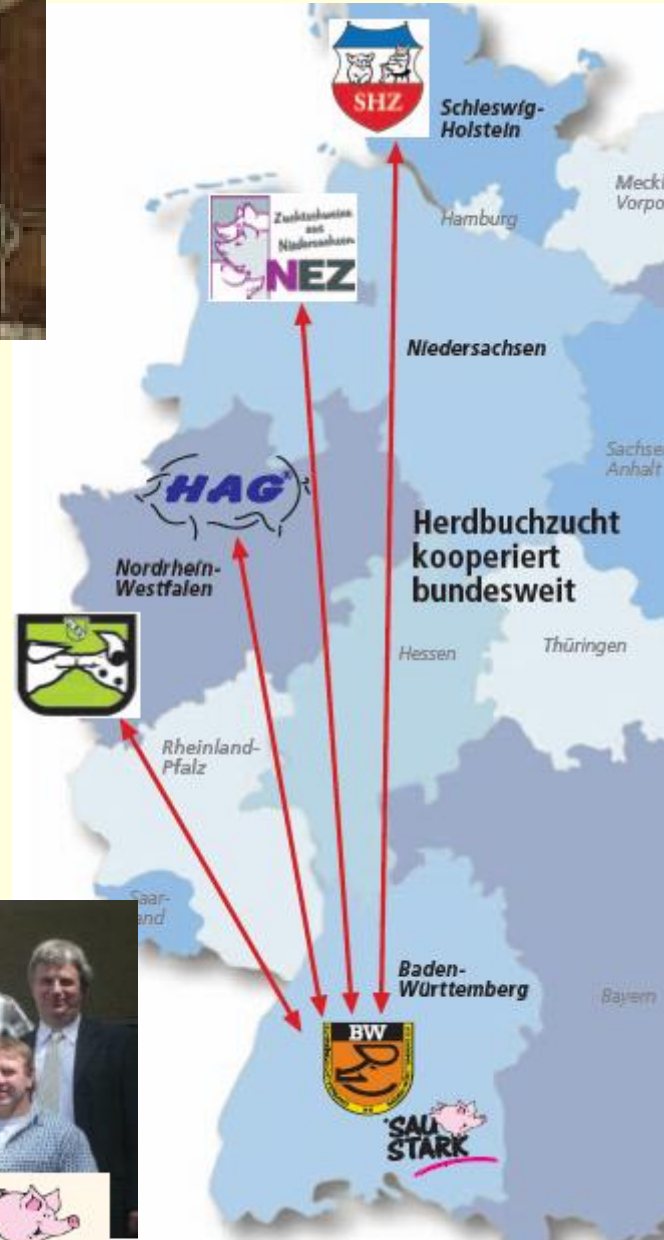 SHZ
Schleswig-
Holstein
Meckl
Vorpo
Hamburg
Zuchtschweine
aus
Niedersachsen
NEZ
Niedersachsen
HAG
Sachse
Anhalt
Herdbuchzucht
kooperiert
bundesweit
Nordrhein-
Westfalen
Hessen
Thüringen
Rheinland-
Pfalz
Saar-
and
Baden-
Württemberg
Bayern
BW
SAU
STARK